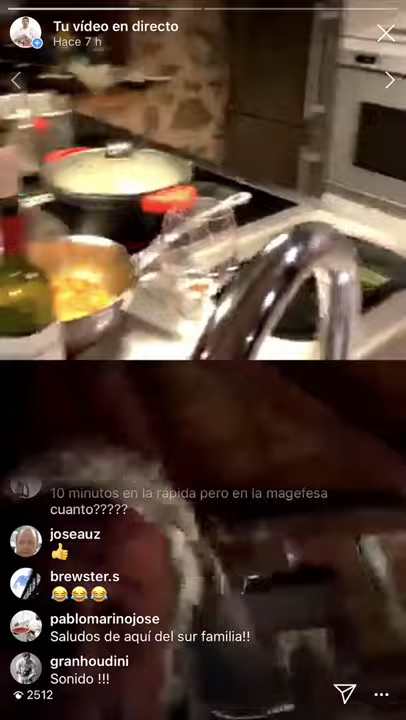 Tu vídeo en directo
Hace 7 h
10 minutos en la rápida pero en la magefesa
cuanto?????
joseauz
👍
brewster.s
😂😂😂
pablomarinojose
Saludos de aquí del sur familia!!
granhoudini
Sonido !!!
2512